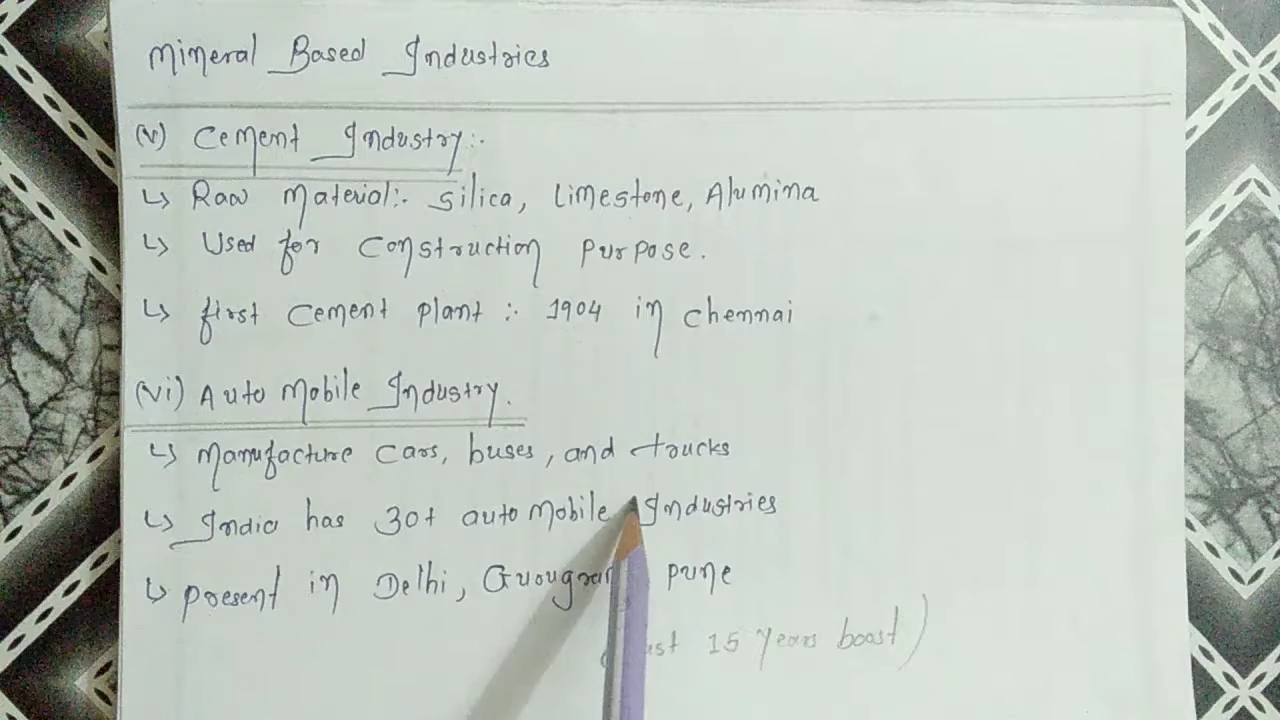 Mineral Based Industries
(v) Cement Industry:-
↳ Raw Material:- Silica, Limestone, Alumina
↳ Used for Construction Purpose.
↳ first Cement plant :- 1904 in Chennai
(vi) Auto Mobile Industry.
↳ Manufacture Cars, buses, and trucks
↳ India has 30+ auto mobile Industries
↳ Present in Delhi, Pune
15 years boost)